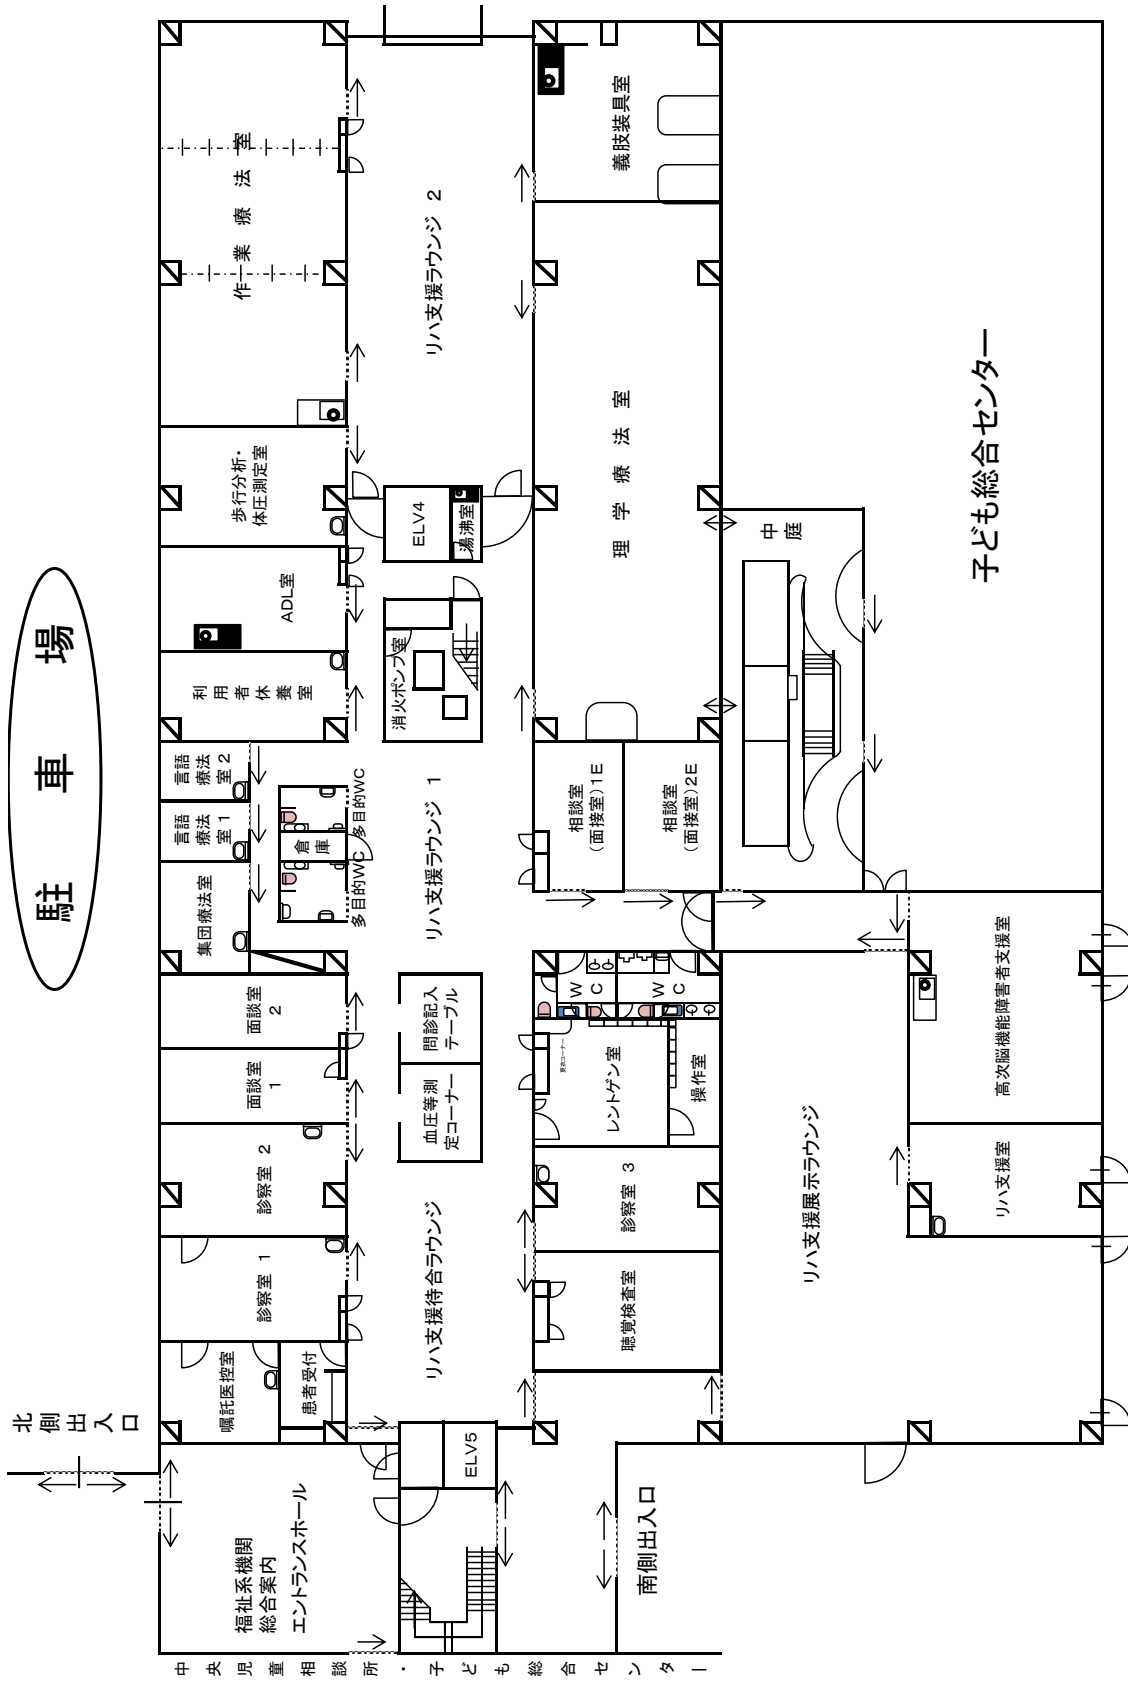 駐車場
北側出入口
福祉系機関
総合案内
エントランスホール
中央児童相談所・子ども総合センター
南側出入口
ELV5
嘱託医控室
患者受付
診察室 1
診察室 2
面談室
1
面談室
2
集団療法室
言語
療法
室1
言語
療法
室2
利用者休養室
ADL室
歩行分析・
体圧測定室
作業療法室
多目的WC
倉庫
多目的WC
リハ支援待合ラウンジ
血圧等測
定コーナー
問診記入
テーブル
リハ支援ラウンジ 1
消火ポンプ室
ELV4
湯沸室
リハ支援ラウンジ 2
聴覚検査室
診察室 3
レントゲン室
更衣コーナー
操作室
WC
WC
相談室
(面接室)1E
相談室
(面接室)2E
理学療法室
義肢装具室
中庭
リハ支援展示ラウンジ
リハ支援室
高次脳機能障害者支援室
子ども総合センター